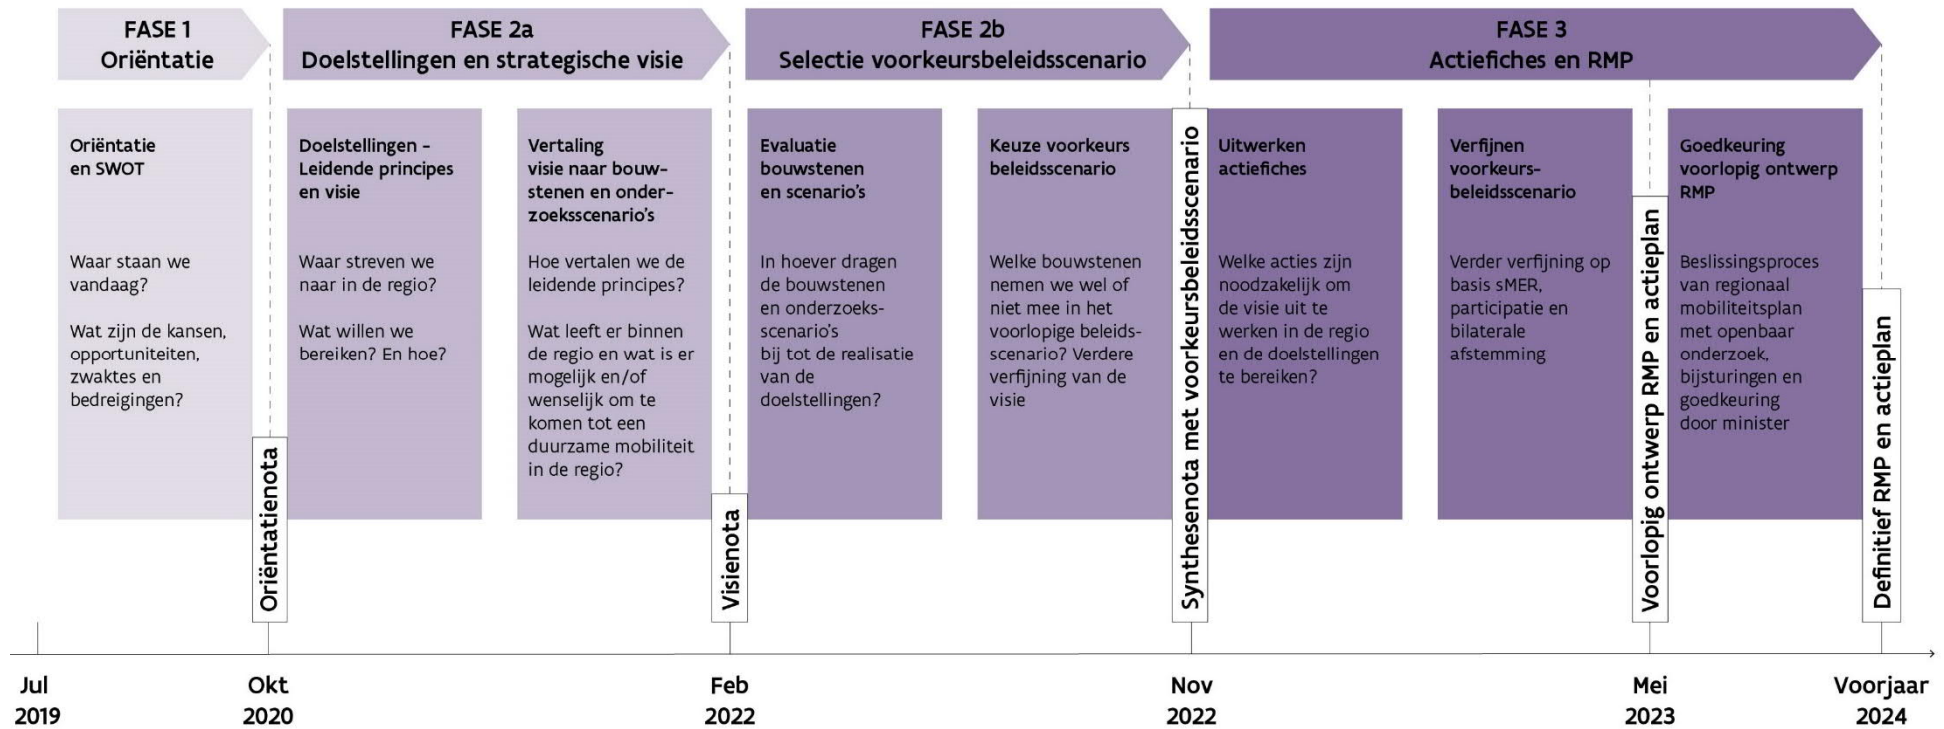 FASE 1
Oriëntatie
FASE 2a
Doelstellingen en strategische visie
FASE 2b
Selectie voorkeursbeleidsscenario
FASE 3
Actiefiches en RMP
Oriëntatie
en SWOT
Waar staan we
vandaag?
Wat zijn de kansen,
opportuniteiten,
zwaktes en
bedreigingen?
Oriëntatienota
Doelstellingen -
Leidende principes
en visie
Waar streven we
naar in de regio?
Wat willen we
bereiken? En hoe?
Vertaling
visie naar bouw-
stenen en onder-
zoeksscenario's
Hoe vertalen we de
leidende principes?
Wat leeft er binnen
de regio en wat is er
mogelijk en/of
wenselijk om te
komen tot een
duurzame mobiliteit
in de regio?
Visienota
Evaluatie
bouwstenen
en scenario's
In hoever dragen
de bouwstenen
en onderzoeks-
scenario's
bij tot de realisatie
van de
doelstellingen?
Keuze voorkeurs
beleidsscenario
Welke bouwstenen
nemen we wel of
niet mee in het
voorlopige beleids-
scenario? Verdere
verfijning van de
visie
Synthesenota met voorkeursbeleidsscenario
Uitwerken
actiefiches
Welke acties zijn
noodzakelijk om
de visie uit te
werken in de regio
en de doelstellingen
te bereiken?
Verfijnen
voorkeurs-
beleidsscenario
Verder verfijning op
basis sMER,
participatie en
bilaterale
afstemming
Voorlopig ontwerp RMP en actieplan
Goedkeuring
voorlopig ontwerp
RMP
Beslissingsproces
van regionaal
mobiliteitsplan
met openbaar
onderzoek,
bijsturingen en
goedkeuring
door minister
Definitief RMP en actieplan
Jul
2019
Okt
2020
Feb
2022
Nov
2022
Mei
2023
Voorjaar
2024